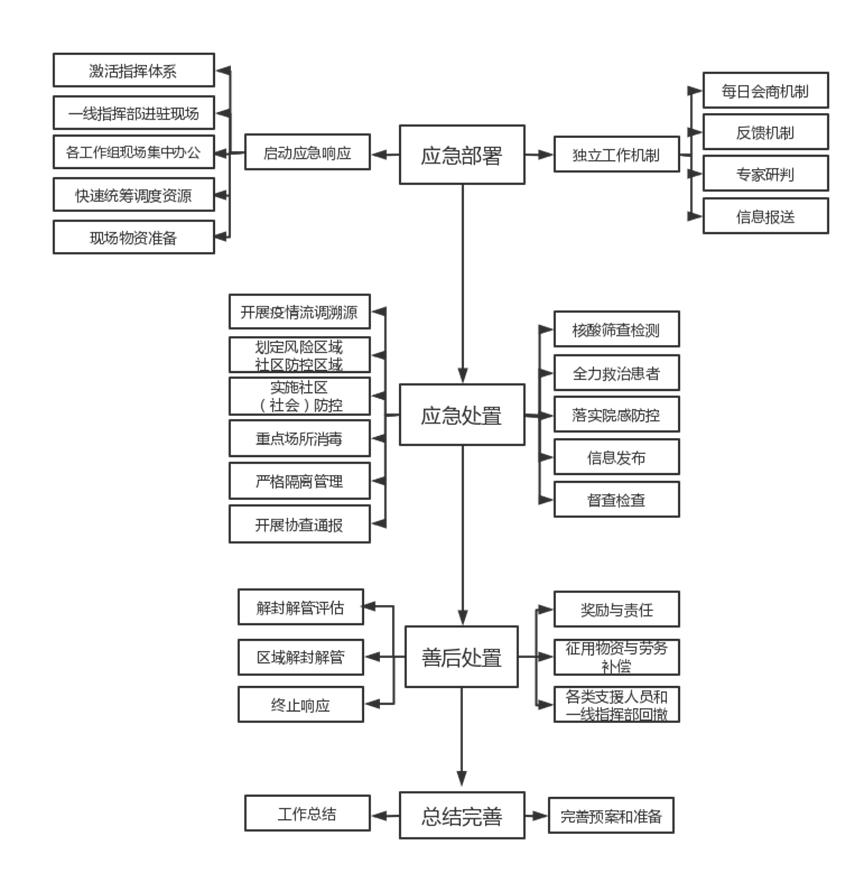 激活指挥体系
一线指挥部进驻现场
各工作组现场集中办公
快速统筹调度资源
现场物资准备
启动应急响应
应急部署
独立工作机制
每日会商机制
反馈机制
专家研判
信息报送
开展疫情流调溯源
划定风险区域
社区防控区域
实施社区
（社会）防控
重点场所消毒
严格隔离管理
开展协查通报
应急处置
核酸筛查检测
全力救治患者
落实院感防控
信息发布
督查检查
解封解管评估
区域解封解管
终止响应
善后处置
奖励与责任
征用物资与劳务
补偿
各类支援人员和
一线指挥部回撤
工作总结
总结完善
完善预案和准备